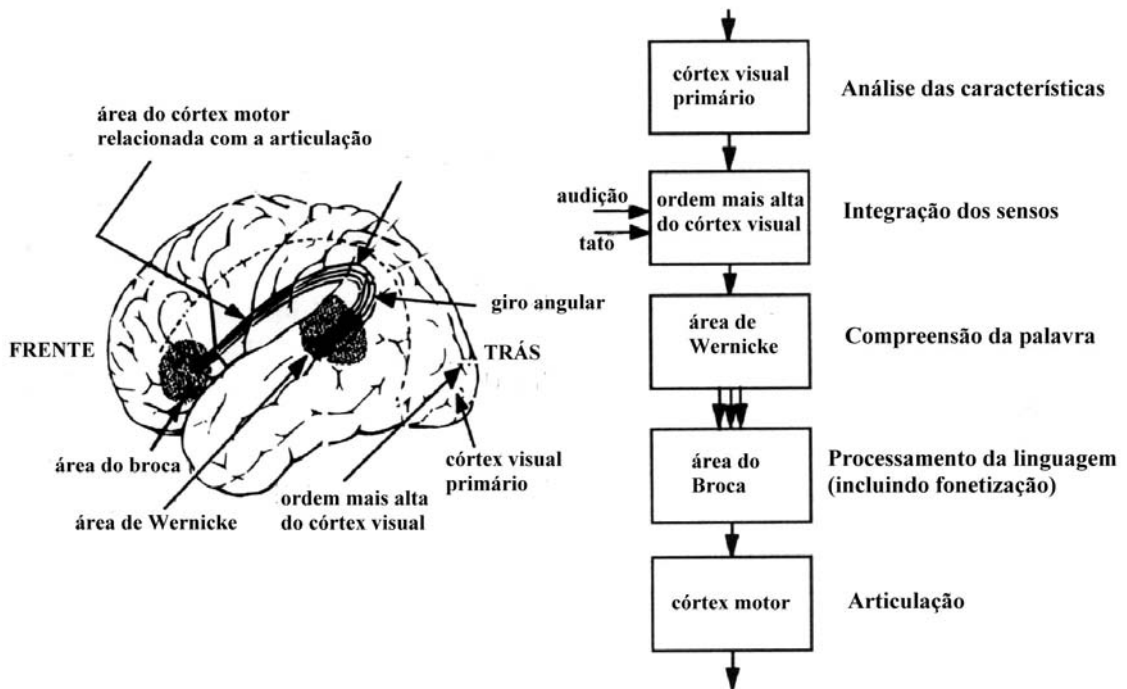 área do córtex motor
relacionada com a articulação
giro angular
FRENTE
TRÁS
área do broca
córtex visual
primário
ordem mais alta
do córtex visual
área de Wernicke
córtex visual
primário
Análise das características
audição
tato
ordem mais alta
do córtex visual
Integração dos sensos
área de
Wernicke
Compreensão da palavra
área do
Broca
Processamento da linguagem
(incluindo fonetização)
córtex motor
Articulação